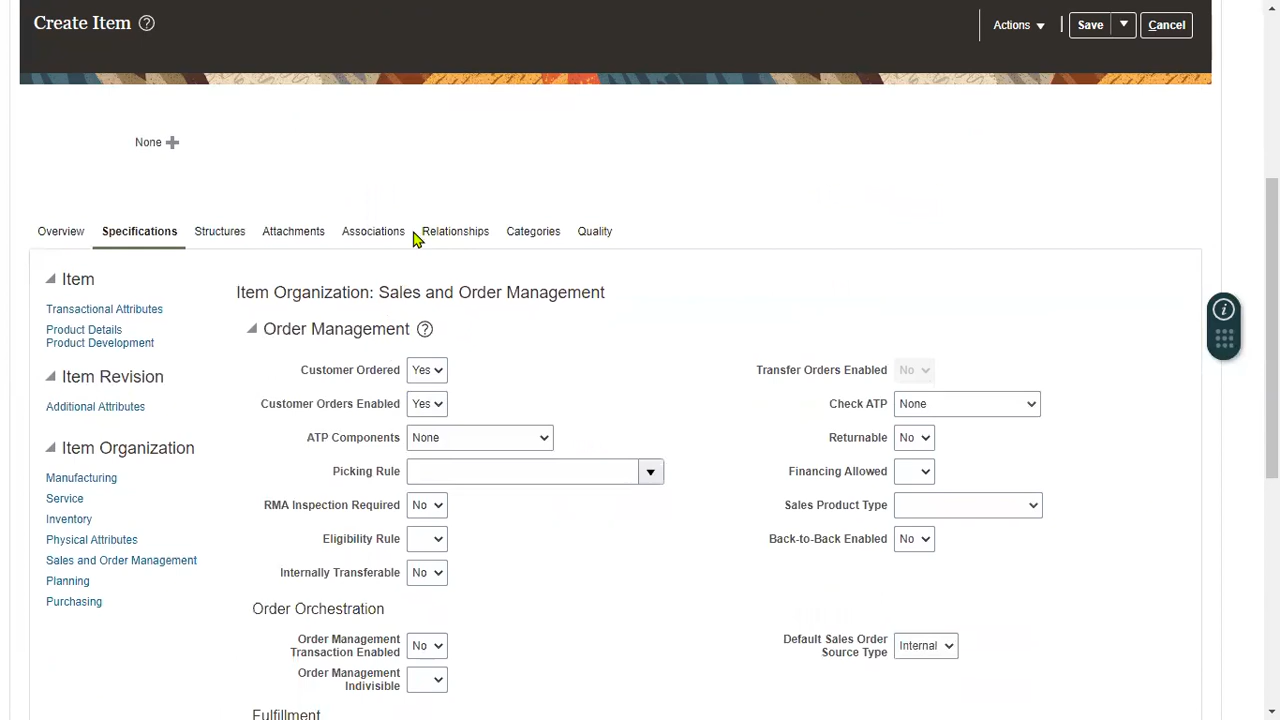 Create Item ?
Actions
Save
Cancel
None
Overview
Specifications
Structures
Attachments
Associations
Relationships
Categories
Quality
Item
Transactional Attributes
Product Details
Product Development
Item Revision
Additional Attributes
Item Organization
Manufacturing
Service
Inventory
Physical Attributes
Sales and Order Management
Planning
Purchasing
Item Organization: Sales and Order Management
Order Management ?
Customer Ordered Yes
Transfer Orders Enabled No
Customer Orders Enabled Yes
Check ATP None
ATP Components None
Returnable No
Picking Rule
Financing Allowed
RMA Inspection Required No
Sales Product Type
Eligibility Rule
Back-to-Back Enabled No
Internally Transferable No
Order Orchestration
Order Management
Transaction Enabled No
Default Sales Order
Source Type Internal
Order Management
Indivisible
Fulfillment
i